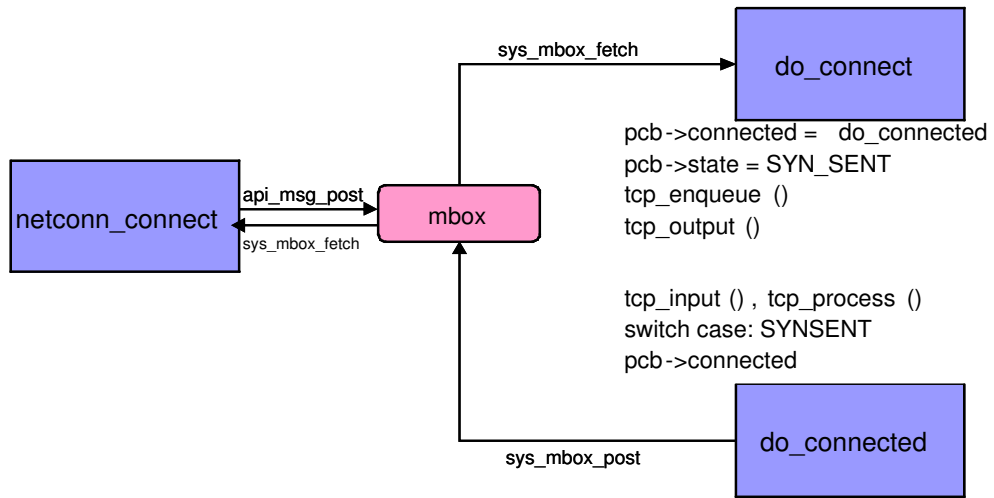 sys_mbox_fetch
do_connect
pcb->connected = do_connected
pcb->state = SYN_SENT
tcp_enqueue ()
tcp_output ()
netconn_connect
api_msg_post
sys_mbox_fetch
mbox
tcp_input () , tcp_process ()
switch case: SYNSENT
pcb->connected
do_connected
sys_mbox_post